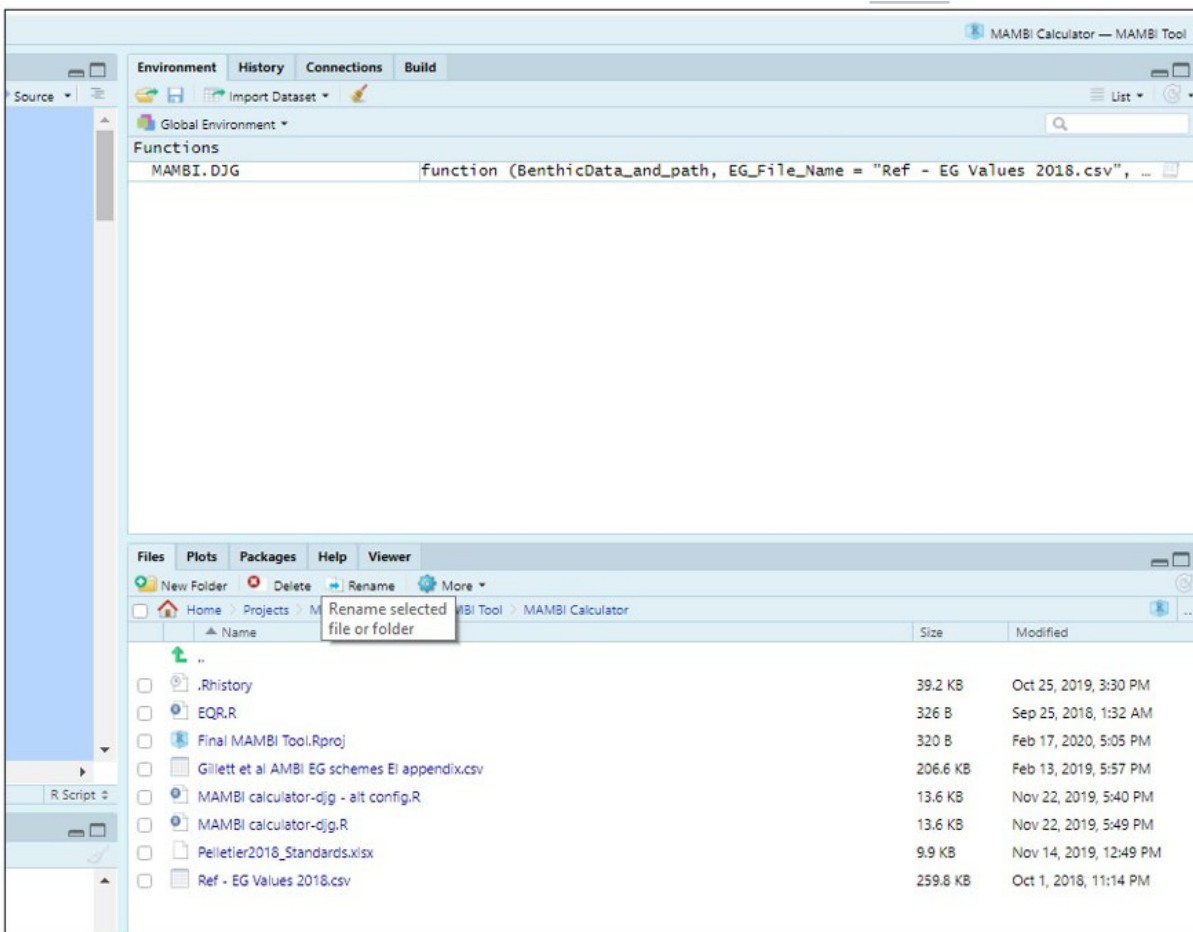 MAMBI Calculator — MAMBI Tool
Source
Environment History Connections Build
Import Dataset List
Global Environment
Functions
MAMBI.DJG function (BenthicData_and_path, EG_File_Name = "Ref - EG Values 2018.csv", …
Files Plots Packages Help Viewer
New Folder Delete Rename More
Home Projects M Rename selected MBI Tool MAMBI Calculator
file or folder
Name Size Modified
..
.Rhistory 39.2 KB Oct 25, 2019, 3:30 PM
EQR.R 326 B Sep 25, 2018, 1:32 AM
Final MAMBI Tool.Rproj 320 B Feb 17, 2020, 5:05 PM
Gillett et al AMBI EG schemes EI appendix.csv 206.6 KB Feb 13, 2019, 5:57 PM
R Script
MAMBI calculator-djg - alt config.R 13.6 KB Nov 22, 2019, 5:40 PM
MAMBI calculator-djg.R 13.6 KB Nov 22, 2019, 5:49 PM
Pelletier2018_Standards.xlsx 9.9 KB Nov 14, 2019, 12:49 PM
Ref - EG Values 2018.csv 259.8 KB Oct 1, 2018, 11:14 PM